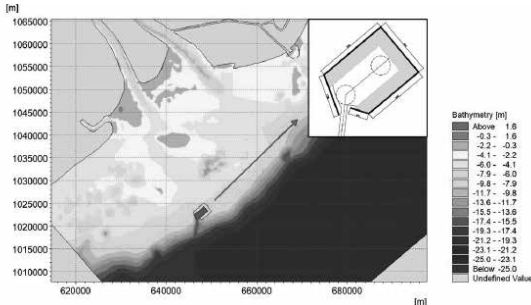 [m]
1065000
1060000
1055000
1050000
1045000
1040000
1035000
1030000
1025000
1020000
1015000
1010000
620000 640000 660000 680000
[m]
Bathymetry [m]
Above 1.6
-0.3 - 1.6
-2.2 - -0.3
-4.1 - -2.2
-6.0 - -4.1
-7.9 - -6.0
-9.8 - -7.9
-11.7 - -9.8
-13.6 - -11.7
-15.5 - -13.6
-17.4 - -15.5
-19.3 - -17.4
-21.2 - -19.3
-23.1 - -21.2
-25.0 - -23.1
Below -25.0
Undefined Value